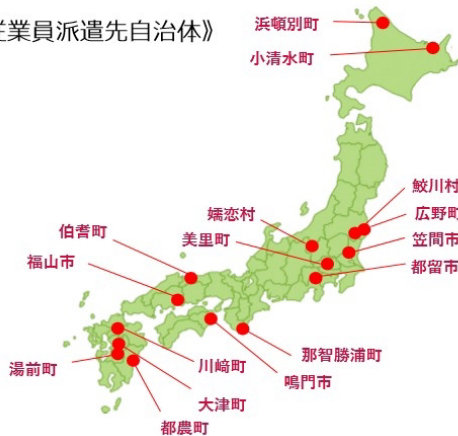 従業員派遣先自治体》
浜頓別町
小清水町
鮫川村
広野町
笠間市
都留市
嬬恋村
美里町
伯耆町
福山市
湯前町
川﨑町
大津町
都農町
鳴門市
那智勝浦町